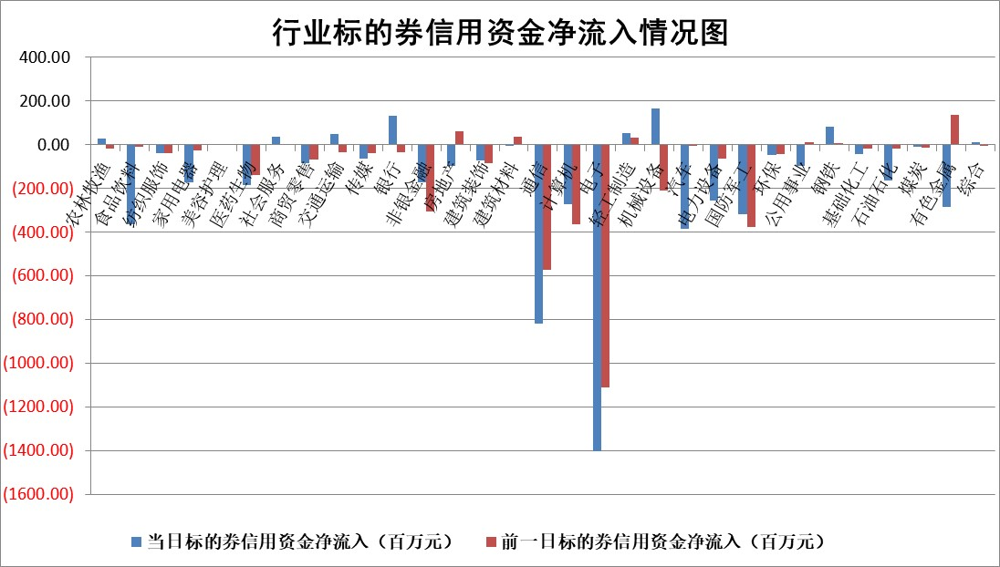 行业标的券信用资金净流入情况图
400.00
200.00
0.00
(200.00)
(400.00)
(600.00)
(800.00)
(1000.00)
(1200.00)
(1400.00)
(1600.00)
农林牧渔
食品饮料
纺织服饰
家用电器
美容护理
医药生物
社会服务
商贸零售
交通运输
传媒
银行
非银金融
房地产
建筑装饰
建筑材料
通信
计算机
电子
轻工制造
机械设备
汽车
电力设备
国防军工
环保
公用事业
钢铁
基础化工
石油石化
煤炭
有色金属
综合
当日标的券信用资金净流入（百万元）
前一日标的券信用资金净流入（百万元）